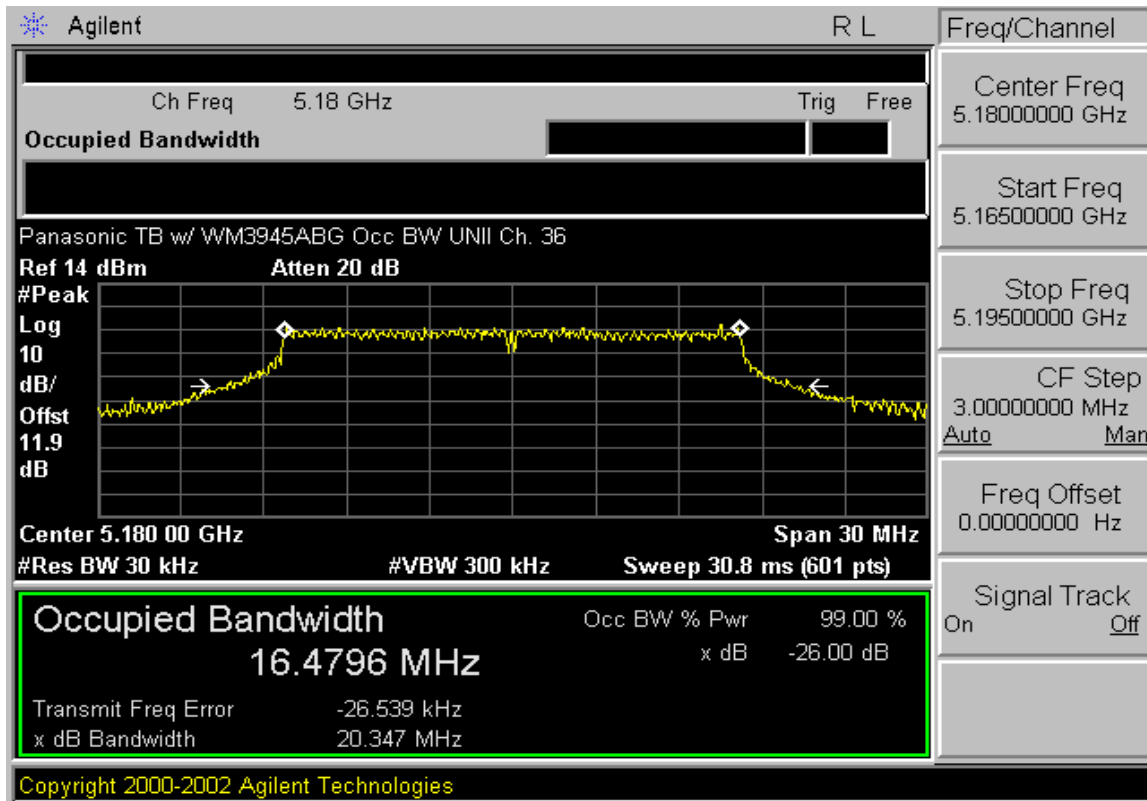 Agilent
R L
Freq/Channel
Ch Freq 5.18 GHz Trig Free
Occupied Bandwidth
Panasonic TB w/ WM3945ABG Occ BW UNII Ch. 36
Ref 14 dBm Atten 20 dB
#Peak
Log
10
dB/
Offst
11.9
dB
Center 5.180 00 GHz Span 30 MHz
#Res BW 30 kHz #VBW 300 kHz Sweep 30.8 ms (601 pts)
Occupied Bandwidth
16.4796 MHz
Occ BW % Pwr 99.00 %
x dB -26.00 dB
Transmit Freq Error -26.539 kHz
x dB Bandwidth 20.347 MHz
Copyright 2000-2002 Agilent Technologies
Center Freq
5.18000000 GHz
Start Freq
5.16500000 GHz
Stop Freq
5.19500000 GHz
CF Step
3.00000000 MHz
Auto Man
Freq Offset
0.00000000 Hz
Signal Track
On Off